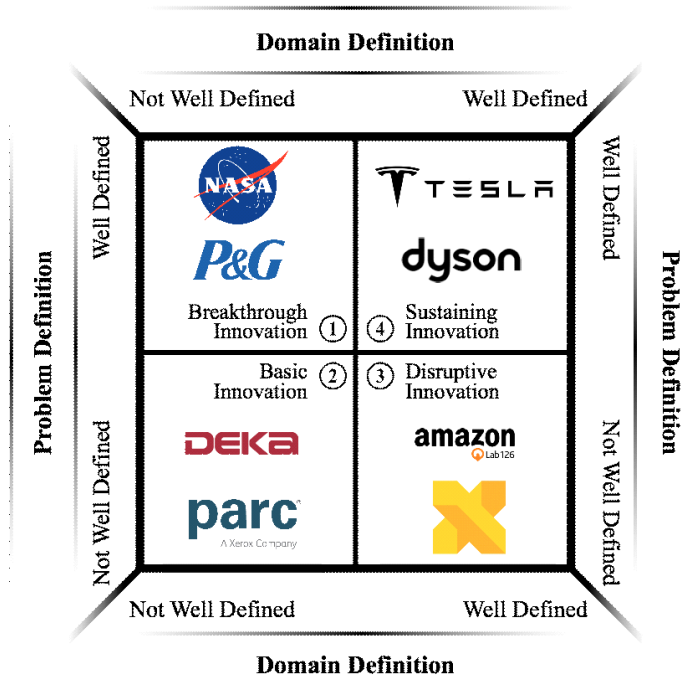 Domain Definition
Not Well Defined
Well Defined
Well Defined
Not Well Defined
Problem Definition
NASA
P&G
Breakthrough
Innovation
1
TESLA
dyson
4
Sustaining
Innovation
Basic
Innovation
2
DEKA
parc
A Xerox Company
3
Disruptive
Innovation
amazon
Lab126
Well Defined
Not Well Defined
Problem Definition
Not Well Defined
Well Defined
Domain Definition